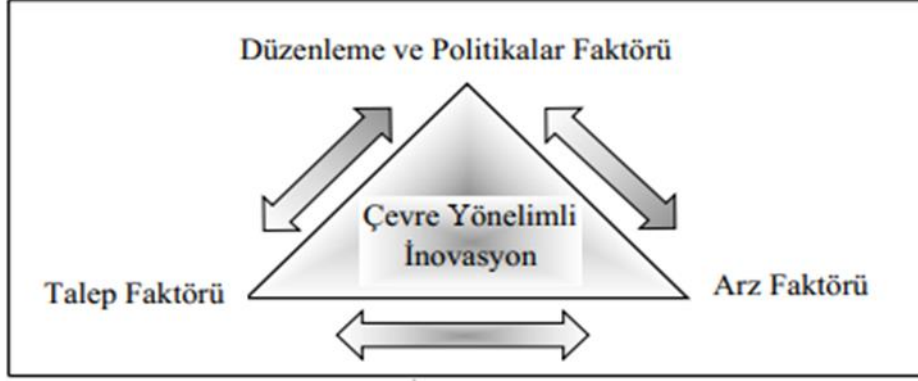 Düzenleme ve Politikalar Faktörü
Çevre Yönelimli
İnovasyon
Talep Faktörü
Arz Faktörü